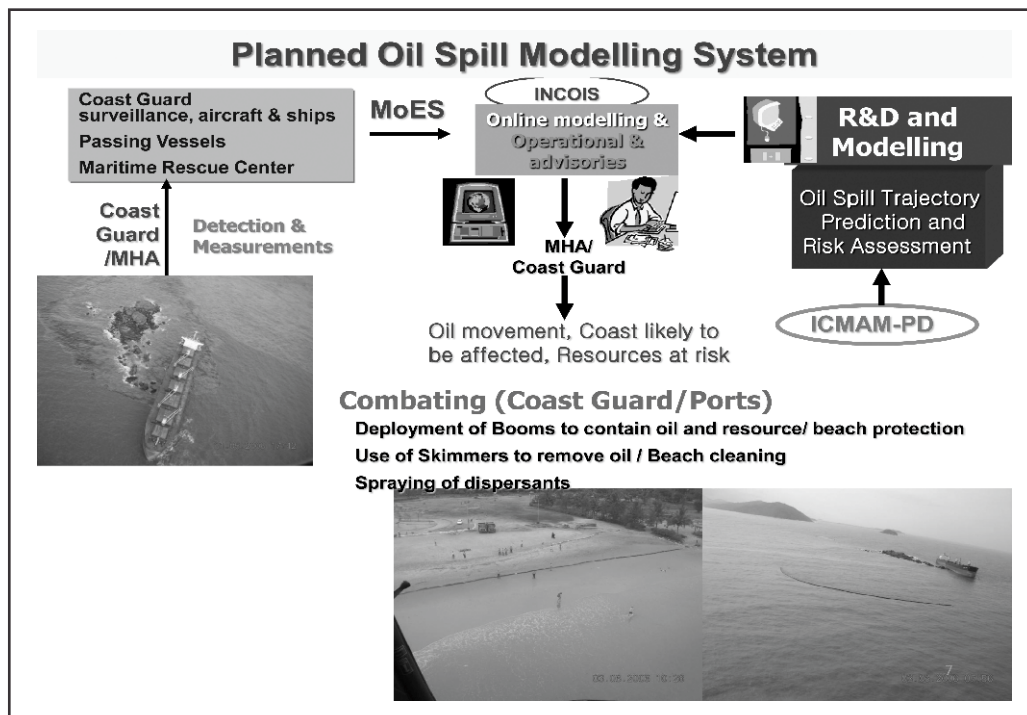 Planned Oil Spill Modelling System
Coast Guard
surveillance, aircraft & ships
Passing Vessels
Maritime Rescue Center
MoES
INCOIS
Online modelling &
Operational &
advisories
R&D and
Modelling
Oil Spill Trajectory
Prediction and
Risk Assessment
ICMAM-PD
Coast
Guard
/MHA
Detection &
Measurements
MHA/
Coast Guard
Oil movement, Coast likely to
be affected, Resources at risk
Combating (Coast Guard/Ports)
Deployment of Booms to contain oil and resource/ beach protection
Use of Skimmers to remove oil / Beach cleaning
Spraying of dispersants
7